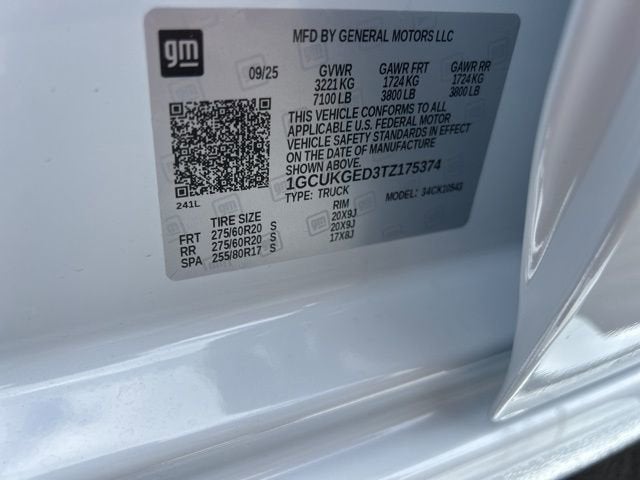 gm
MFD BY GENERAL MOTORS LLC
09/25 GVWR GAWR FRT GAWR RR
3221 KG 1724 KG 1724 KG
7100 LB 3800 LB 3800 LB
THIS VEHICLE CONFORMS TO ALL
APPLICABLE U.S. FEDERAL MOTOR
VEHICLE SAFETY STANDARDS IN EFFECT
ON THE DATE OF MANUFACTURE
SHOWN ABOVE.
1GCUKGED3TZ175374
TYPE: TRUCK MODEL: 34CK10543
241L
TIRE SIZE RIM
FRT 275/60R20 S 20X9J
RR 275/60R20 S 20X9J
SPA 255/80R17 S 17X8J